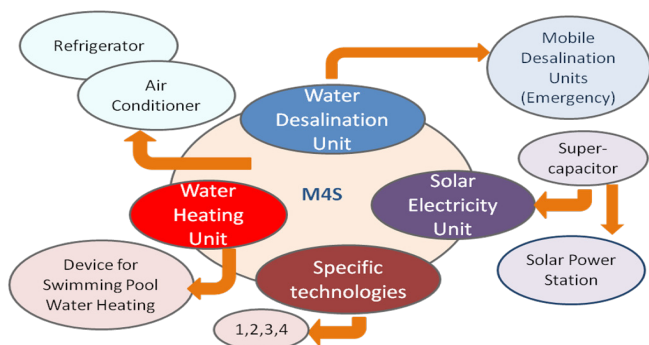 Refrigerator
Air
Conditioner
Water
Desalination
Unit
Mobile
Desalination
Units
(Emergency)
Super-
capacitor
M4S
Water
Heating
Unit
Solar
Electricity
Unit
Device for
Swimming Pool
Water Heating
Specific
technologies
Solar Power
Station
1,2,3,4